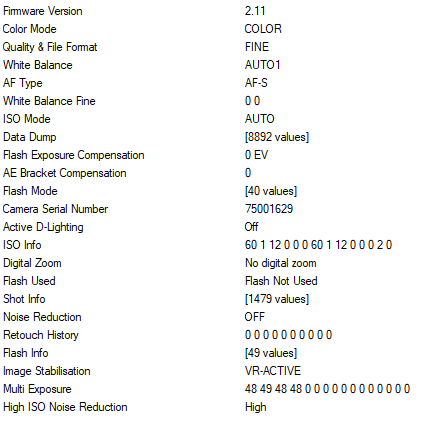 Firmware Version 2.11
Color Mode COLOR
Quality & File Format FINE
White Balance AUTO1
AF Type AF-S
White Balance Fine 0 0
ISO Mode AUTO
Data Dump [8892 values]
Flash Exposure Compensation 0 EV
AE Bracket Compensation 0
Flash Mode [40 values]
Camera Serial Number 75001629
Active D-Lighting Off
ISO Info 60 1 12 0 0 0 60 1 12 0 0 0 2 0
Digital Zoom No digital zoom
Flash Used Flash Not Used
Shot Info [1479 values]
Noise Reduction OFF
Retouch History 0 0 0 0 0 0 0 0 0 0
Flash Info [49 values]
Image Stabilisation VR-ACTIVE
Multi Exposure 48 49 48 48 0 0 0 0 0 0 0 0 0 0 0 0
High ISO Noise Reduction High